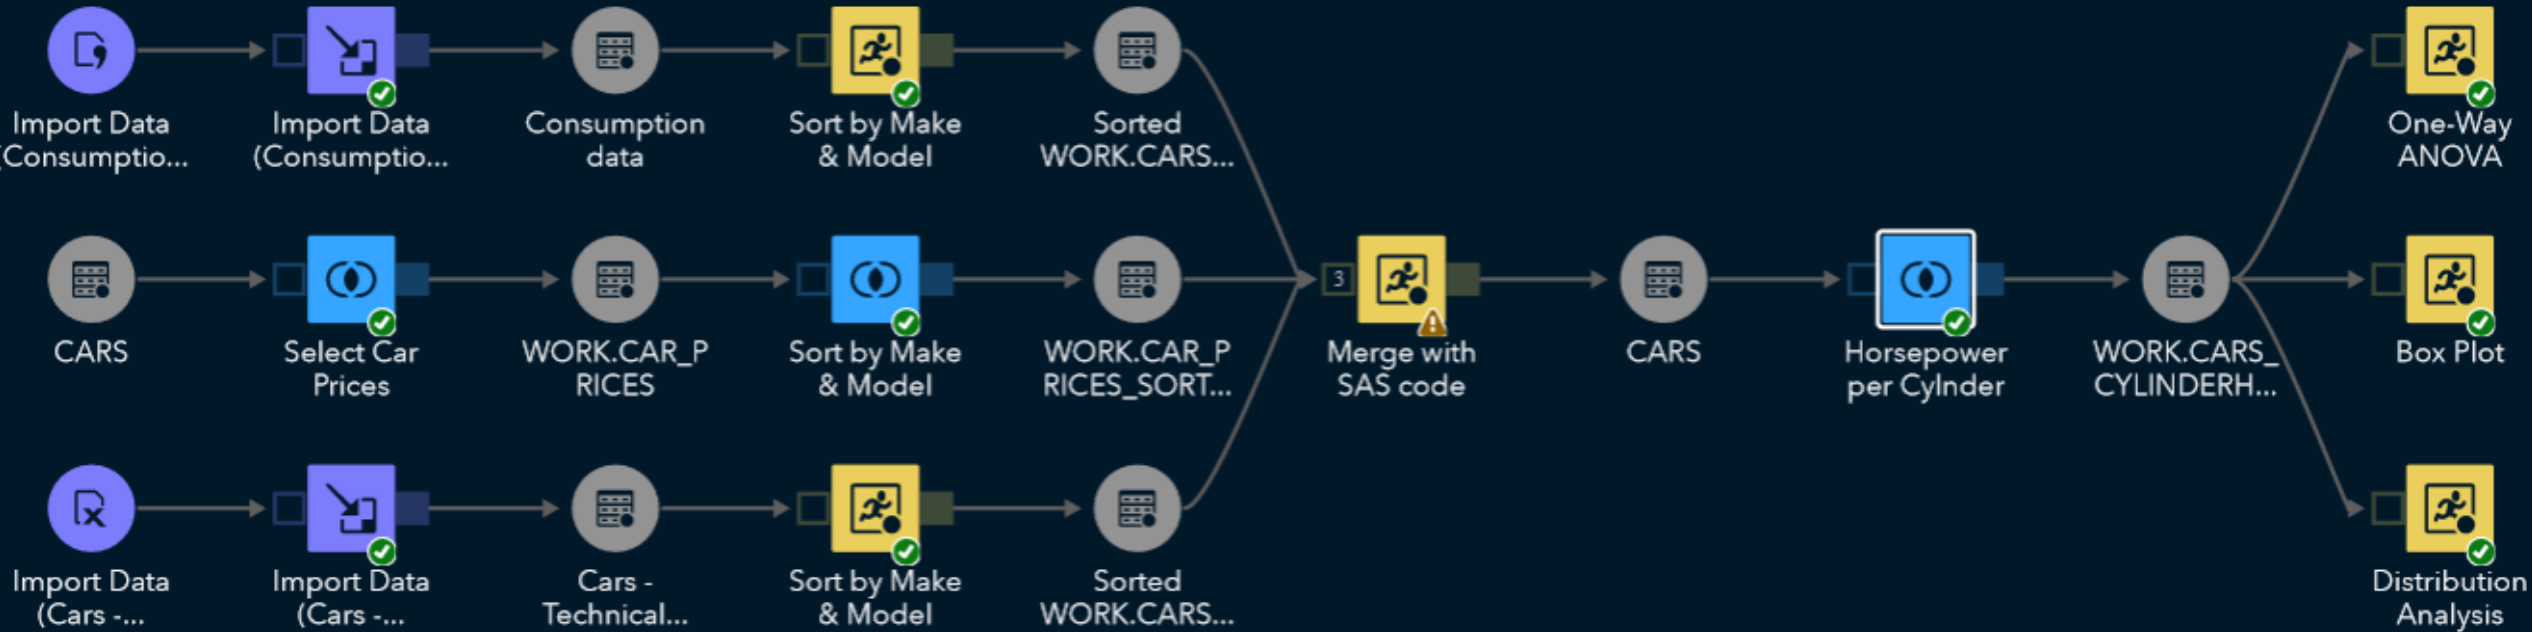 Import Data
(Consumptio...
Import Data
(Consumptio...
Consumption
data
Sort by Make
& Model
Sorted
WORK.CARS...
One-Way
ANOVA
CARS
Select Car
Prices
WORK.CAR_P
RICES
Sort by Make
& Model
WORK.CAR_P
RICES_SORT...
3
Merge with
SAS code
CARS
Horsepower
per Cylnder
WORK.CARS_
CYLINDERH...
Box Plot
Import Data
(Cars -...
Import Data
(Cars -...
Cars -
Technical...
Sort by Make
& Model
Sorted
WORK.CARS...
Distribution
Analysis